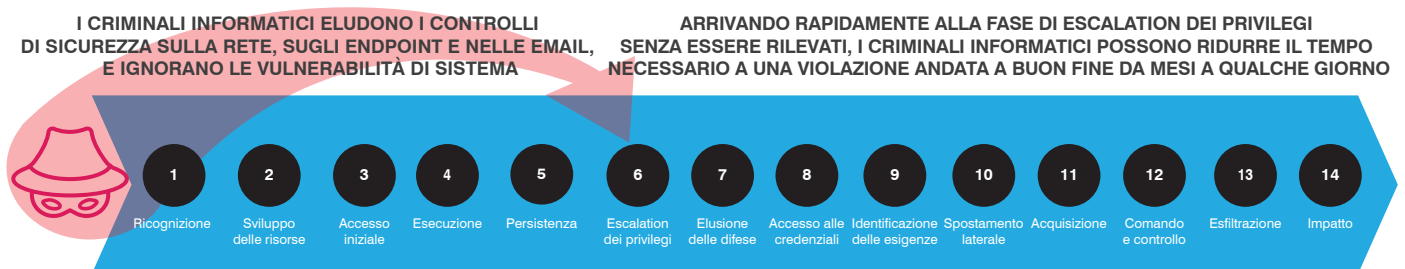 I CRIMINALI INFORMATICI ELUDONO I CONTROLLI
DI SICUREZZA SULLA RETE, SUGLI ENDPOINT E NELLE EMAIL,
E IGNORANO LE VULNERABILITÀ DI SISTEMA
ARRIVANDO RAPIDAMENTE ALLA FASE DI ESCALATION DEI PRIVILEGI
SENZA ESSERE RILEVATI, I CRIMINALI INFORMATICI POSSONO RIDURRE IL TEMPO
NECESSARIO A UNA VIOLAZIONE ANDATA A BUON FINE DA MESI A QUALCHE GIORNO
1
Ricognizione
2
Sviluppo
delle risorse
3
Accesso
iniziale
4
Esecuzione
5
Persistenza
6
Escalation
dei privilegi
7
Elusione
delle difese
8
Accesso alle
credenziali
9
Identificazione
delle esigenze
10
Spostamento
laterale
11
Acquisizione
12
Comando
e controllo
13
Esfiltrazione
14
Impatto